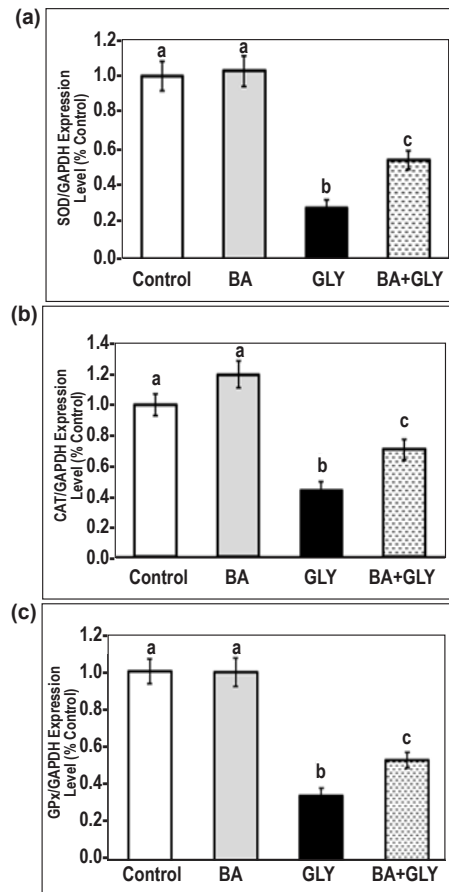 (a)
SOD/GAPDH Expression
Level (% Control)
1.2
1.0
0.8
0.6
0.4
0.2
0.0
a
a
b
c
Control BA GLY BA+GLY
(b)
CAT/GAPDH Expression
Level (% Control)
1.4
1.2
1.0
0.8
0.6
0.4
0.2
0.0
a
a
b
c
Control BA GLY BA+GLY
(c)
GPx/GAPDH Expression
Level (% Control)
1.2
1.0
0.8
0.6
0.4
0.2
0.0
a
a
b
c
Control BA GLY BA+GLY